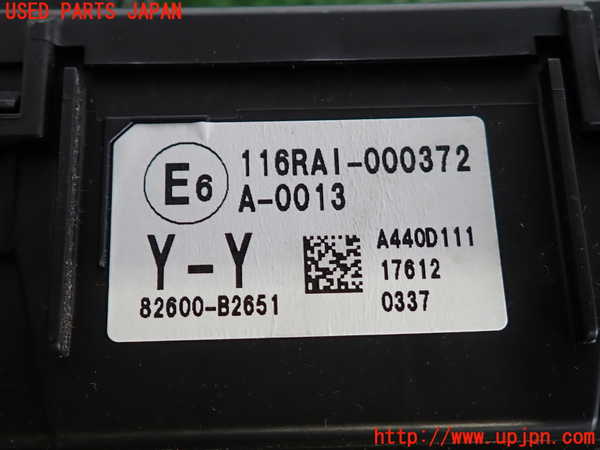 USED PARTS JAPAN
E6
116RAI-000372
A-0013
Y-Y
82600-B2651
A440D111
17612
0337
http://www.upjpn.com/